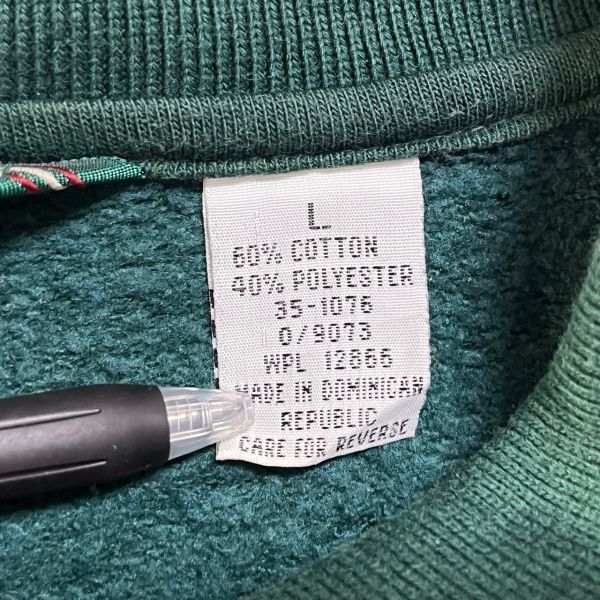 L
60% COTTON
40% POLYESTER
35-1076
0/9073
WPL 12866
MADE IN DOMINICAN
REPUBLIC
CARE FOR REVERSE